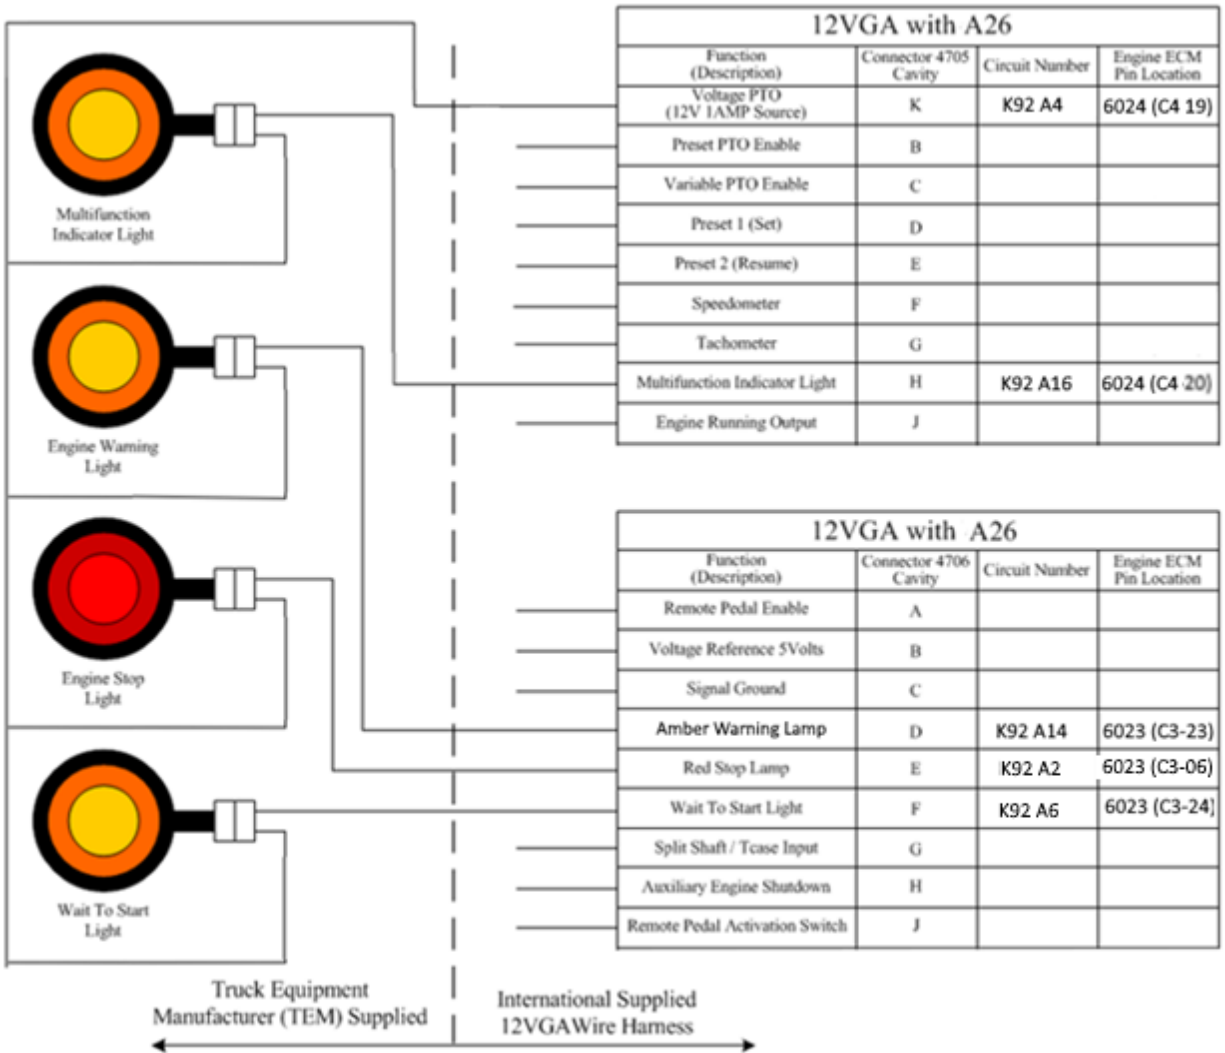 Multifunction
Indicator Light
Engine Warning
Light
Engine Stop
Light
Wait To Start
Light
Truck Equipment
Manufacturer (TEM) Supplied
International Supplied
12VGAWire Harness
12VGA with A26
Function
(Description)
Connector 4705
Cavity
Circuit Number
Engine ECM
Pin Location
Voltage PTO
(12V 1AMP Source)
K
K92 A4
6024 (C4 19)
Preset PTO Enable
B
Variable PTO Enable
C
Preset 1 (Set)
D
Preset 2 (Resume)
E
Speedometer
F
Tachometer
G
Multifunction Indicator Light
H
K92 A16
6024 (C4 20)
Engine Running Output
J
12VGA with A26
Function
(Description)
Connector 4706
Cavity
Circuit Number
Engine ECM
Pin Location
Remote Pedal Enable
A
Voltage Reference 5Volts
B
Signal Ground
C
Amber Warning Lamp
D
K92 A14
6023 (C3-23)
Red Stop Lamp
E
K92 A2
6023 (C3-06)
Wait To Start Light
F
K92 A6
6023 (C3-24)
Split Shaft / Tcase Input
G
Auxiliary Engine Shutdown
H
Remote Pedal Activation Switch
J